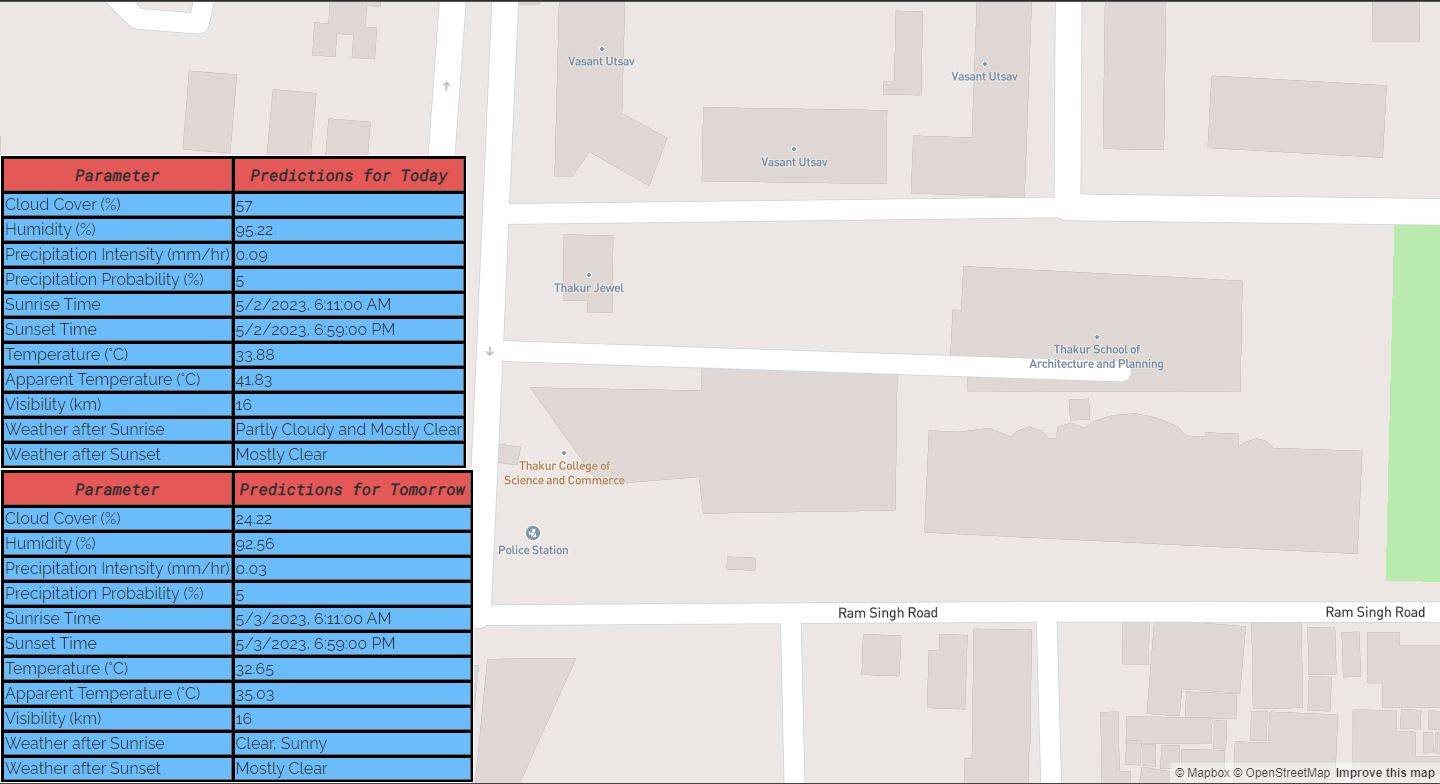 Vasant Utsav
Vasant Utsav
Vasant Utsav
Parameter Predictions for Today
Cloud Cover (%) 57
Humidity (%) 95.22
Precipitation Intensity (mm/hr) 0.09
Precipitation Probability (%) 5
Sunrise Time 5/2/2023, 6:11:00 AM
Sunset Time 5/2/2023, 6:59:00 PM
Temperature (°C) 33.88
Apparent Temperature (°C) 41.83
Visibility (km) 16
Weather after Sunrise Partly Cloudy and Mostly Clear
Weather after Sunset Mostly Clear
Parameter Predictions for Tomorrow
Cloud Cover (%) 24.22
Humidity (%) 92.56
Precipitation Intensity (mm/hr) 0.03
Precipitation Probability (%) 5
Sunrise Time 5/3/2023, 6:11:00 AM
Sunset Time 5/3/2023, 6:59:00 PM
Temperature (°C) 32.65
Apparent Temperature (°C) 35.03
Visibility (km) 16
Weather after Sunrise Clear, Sunny
Weather after Sunset Mostly Clear
Thakur Jewel
Thakur School of
Architecture and Planning
Thakur College of
Science and Commerce
Police Station
Ram Singh Road
Ram Singh Road
© Mapbox © OpenStreetMap Improve this map